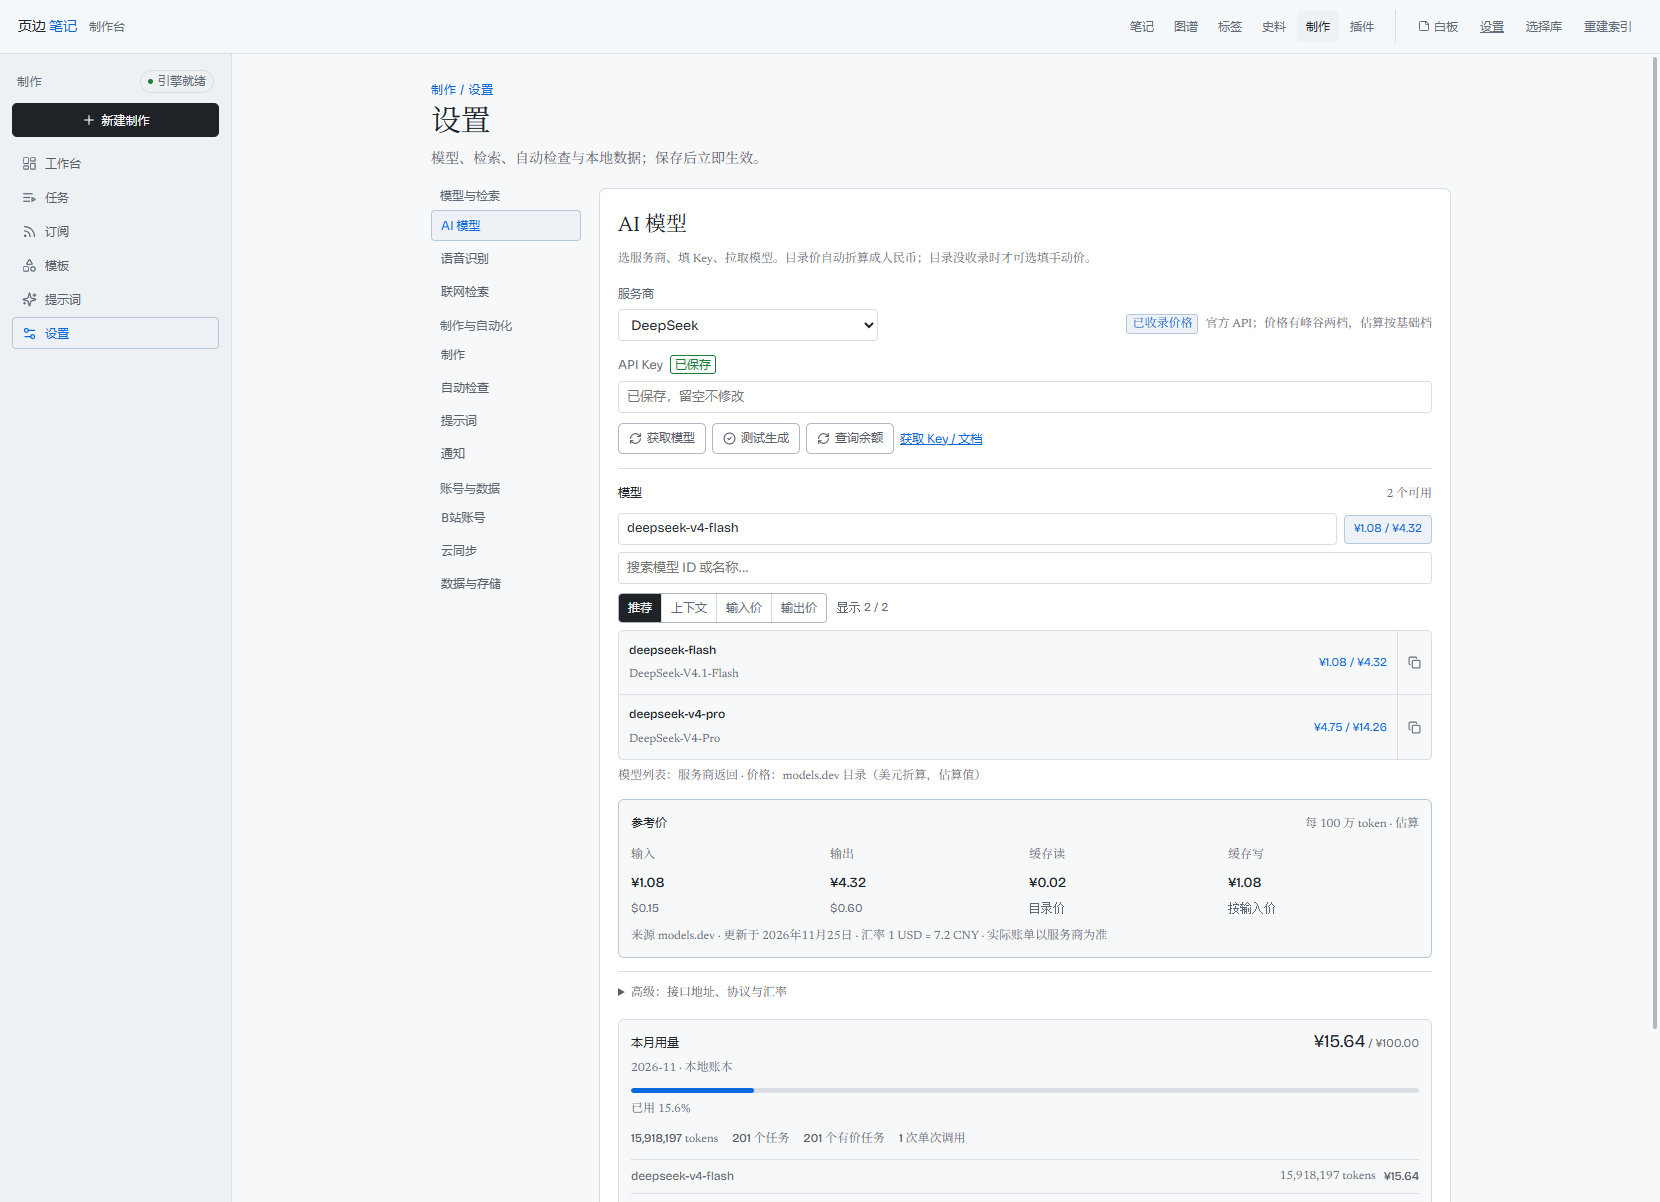 页边 笔记 制作台
笔记 图谱 标签 史料 制作 插件 白板 设置 选择库 重建索引
制作 引擎就绪
新建制作
工作台
任务
订阅
模板
提示词
设置
制作 / 设置
设置
模型、检索、自动检查与本地数据；保存后立即生效。
模型与检索
AI 模型
语音识别
联网检索
制作与自动化
制作
自动检查
提示词
通知
账号与数据
B站账号
云同步
数据与存储
AI 模型
选服务商、填 Key、拉取模型。目录价自动折算成人民币；目录没收录时才可选填手动价。
服务商
DeepSeek
已收录价格 官方 API；价格有峰谷两档，估算按基础档
API Key 已保存
已保存，留空不修改
获取模型 测试生成 查询余额 获取 Key / 文档
模型 2 个可用
deepseek-v4-flash ¥1.08 / ¥4.32
搜索模型 ID 或名称...
推荐 上下文 输入价 输出价 显示 2 / 2
deepseek-flash
DeepSeek-V4.1-Flash
¥1.08 / ¥4.32
deepseek-v4-pro
DeepSeek-V4-Pro
¥4.75 / ¥14.26
模型列表：服务商返回 · 价格：models.dev 目录（美元折算，估算值）
参考价 每 100 万 token · 估算
输入 输出 缓存读 缓存写
¥1.08 ¥4.32 ¥0.02 ¥1.08
$0.15 $0.60 目录价 按输入价
来源 models.dev · 更新于 2026年11月25日 · 汇率 1 USD = 7.2 CNY · 实际账单以服务商为准
高级：接口地址、协议与汇率
本月用量 ¥15.64 / ¥100.00
2026-11 · 本地账本
已用 15.6%
15,918,197 tokens 201 个任务 201 个有价任务 1 次单次调用
deepseek-v4-flash 15,918,197 tokens ¥15.64